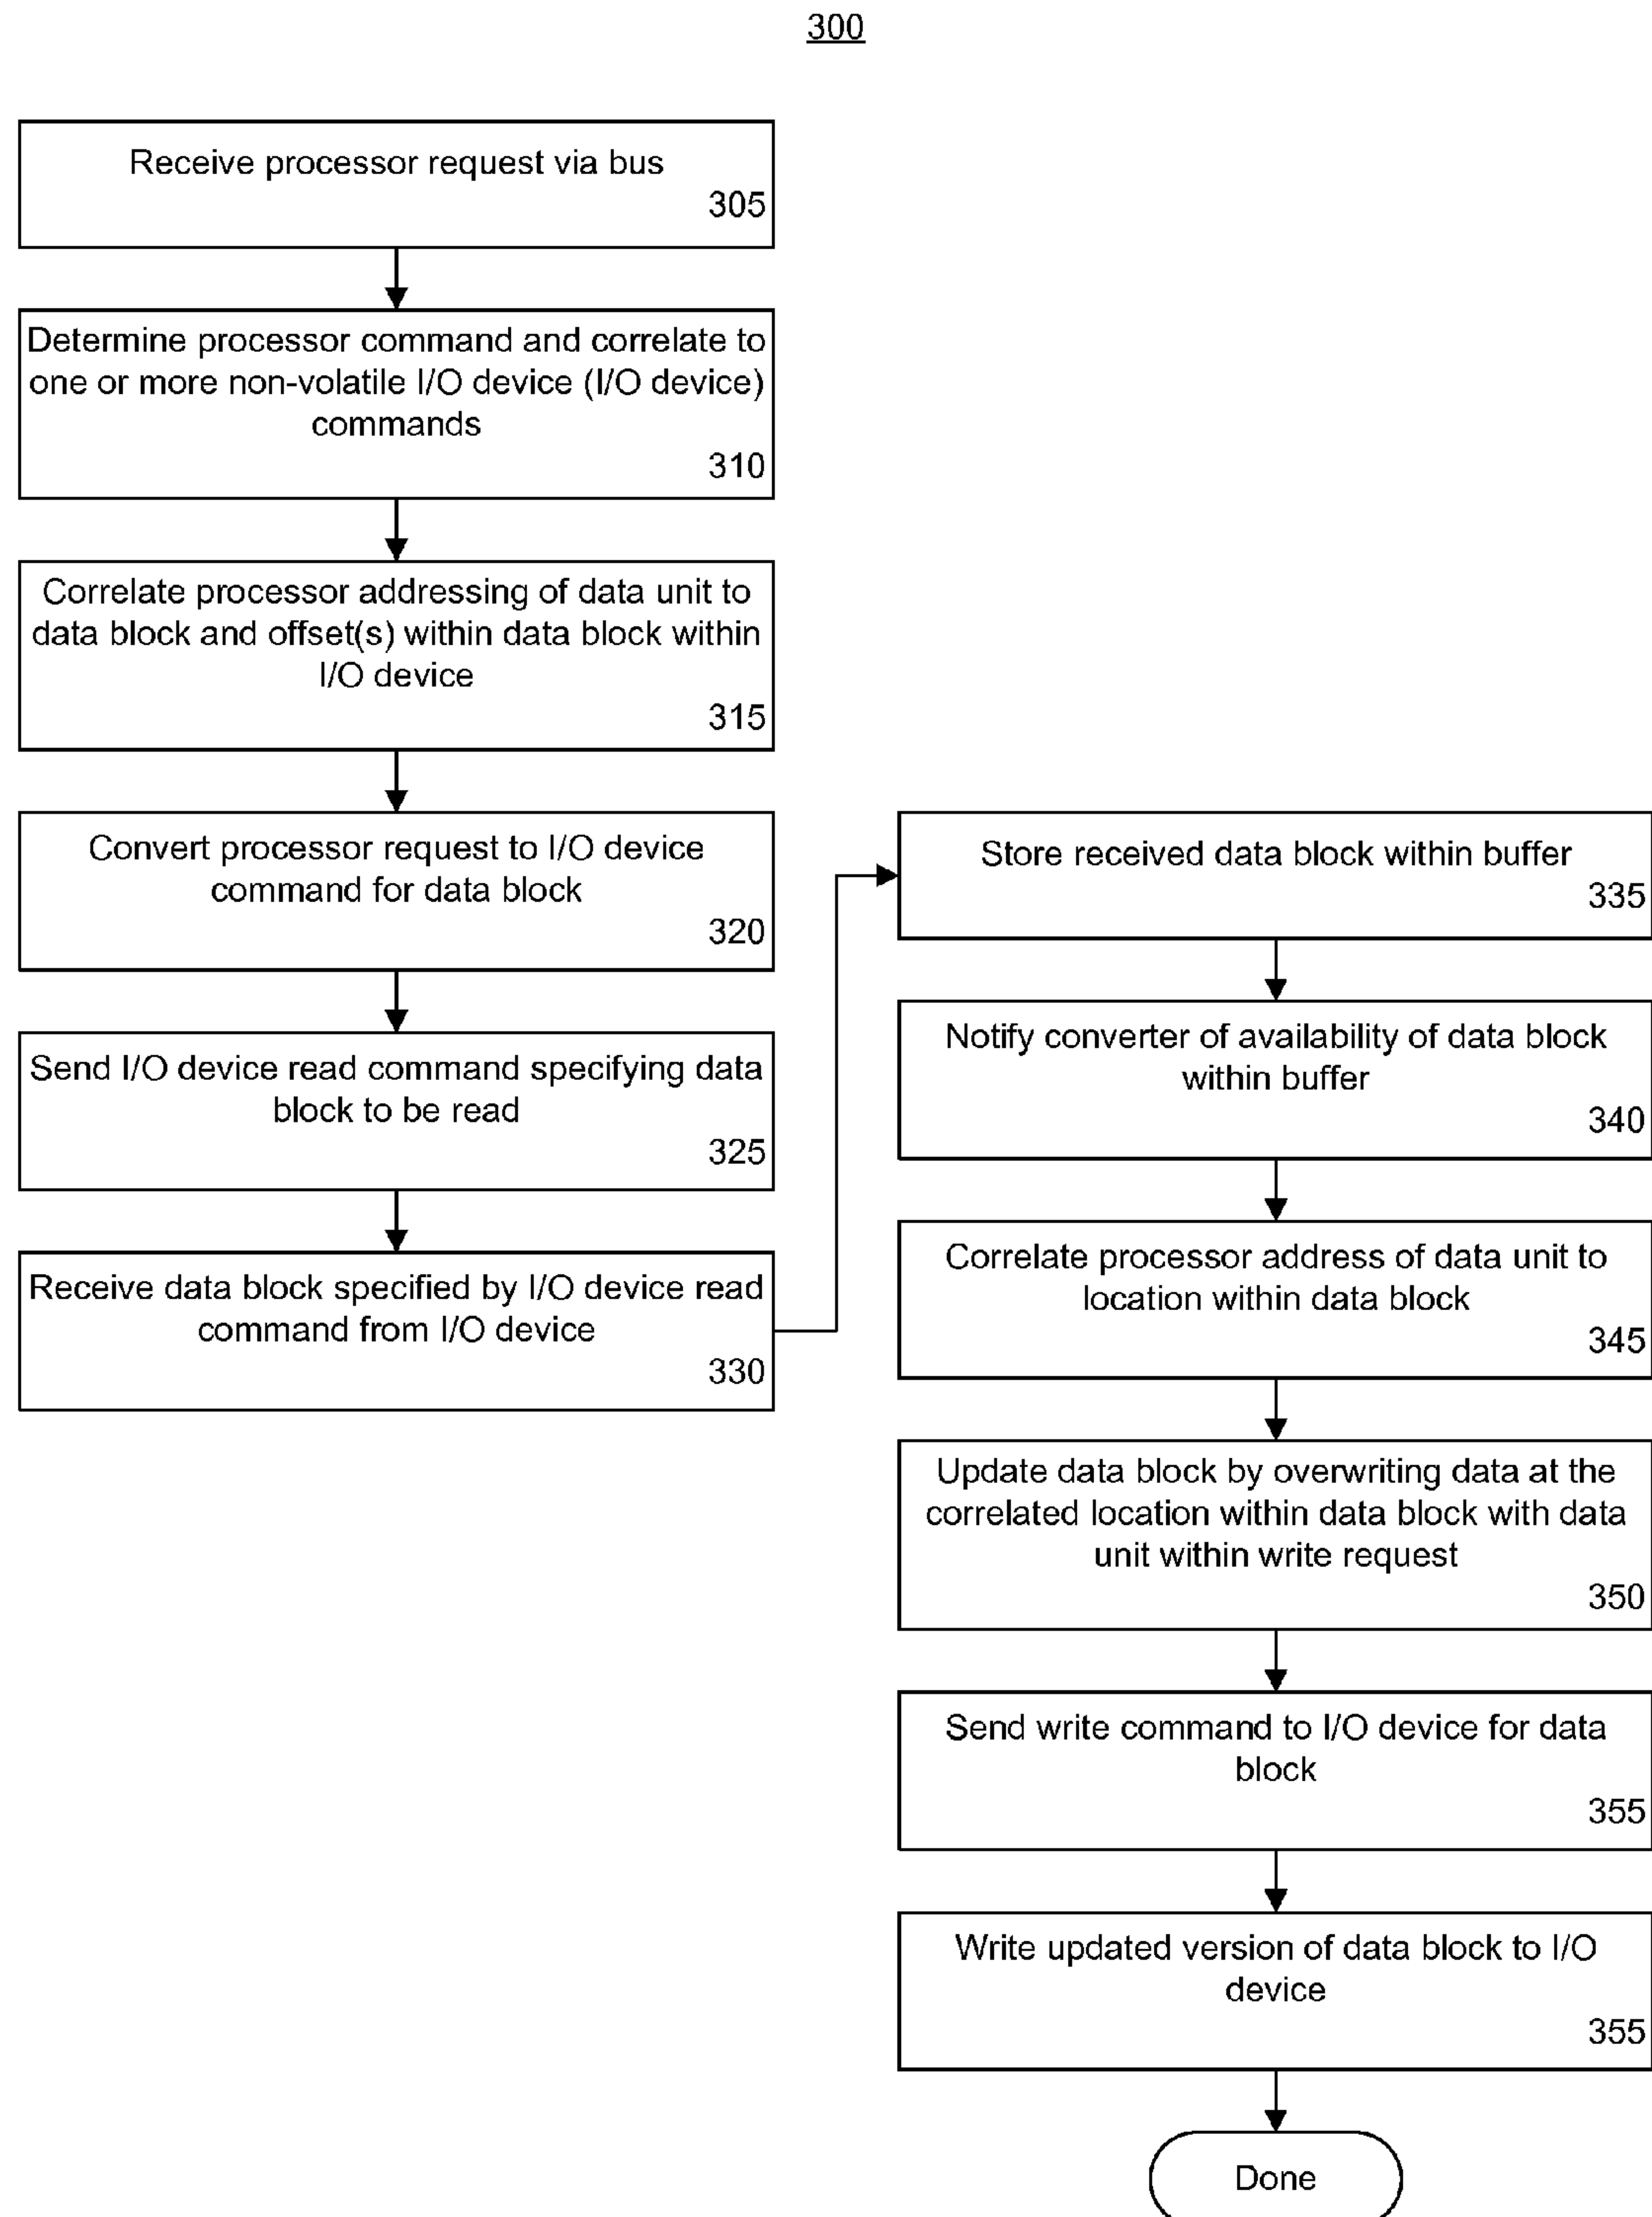 300
Receive processor request via bus
305
Determine processor command and correlate to
one or more non-volatile I/O device (I/O device)
commands
310
Correlate processor addressing of data unit to
data block and offset(s) within data block within
I/O device
315
Convert processor request to I/O device
command for data block
320
Send I/O device read command specifying data
block to be read
325
Receive data block specified by I/O device read
command from I/O device
330
Store received data block within buffer
335
Notify converter of availability of data block
within buffer
340
Correlate processor address of data unit to
location within data block
345
Update data block by overwriting data at the
correlated location within data block with data
unit within write request
350
Send write command to I/O device for data
block
355
Write updated version of data block to I/O
device
355
Done